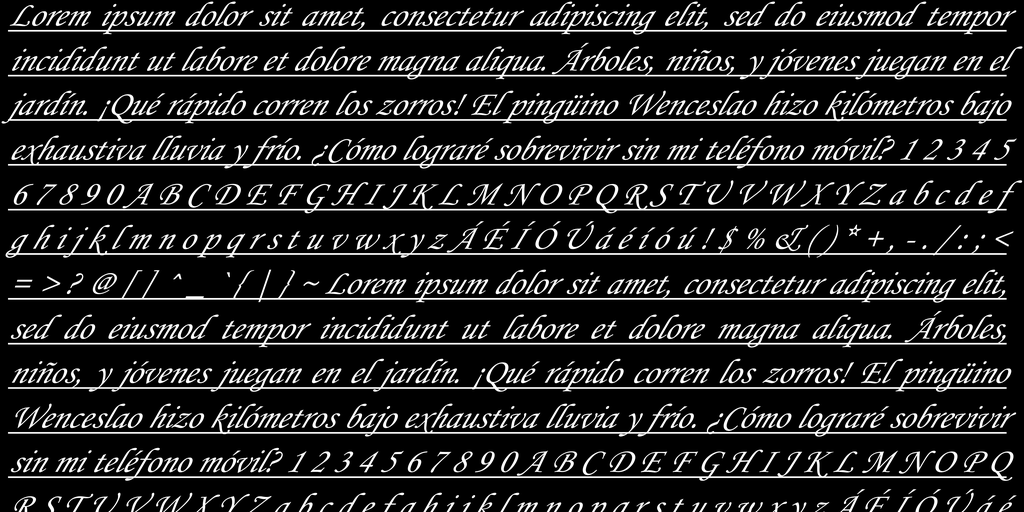 Lorem ipsum dolor sit amet, consectetur adipiscing elit, sed do eiusmod tempor
incididunt ut labore et dolore magna aliqua. Árboles, niños, y jóvenes juegan en el
jardín. ¡Qué rápido corren los zorros! El pingüino Wenceslao hizo kilómetros bajo
exhaustiva lluvia y frío. ¿Cómo lograré sobrevivir sin mi teléfono móvil? 1 2 3 4 5
6 7 8 9 0 A B C D E F G H I J K L M N O P Q R S T U V W X Y Z a b c d e f
g h i j k l m n o p q r s t u v w x y z Á É Í Ó Ú á é í ó ú ! $ % & ( ) * + , - . / : ; <
= > ? @ [ ] ^ _ ` { | } ~ Lorem ipsum dolor sit amet, consectetur adipiscing elit,
sed do eiusmod tempor incididunt ut labore et dolore magna aliqua. Árboles,
niños, y jóvenes juegan en el jardín. ¡Qué rápido corren los zorros! El pingüino
Wenceslao hizo kilómetros bajo exhaustiva lluvia y frío. ¿Cómo lograré sobrevivir
sin mi teléfono móvil? 1 2 3 4 5 6 7 8 9 0 A B C D E F G H I J K L M N O P Q
R S T U V W X Y Z a b c d e f g h i j k l m n o p q r s t u v w x y z Á É Í Ó Ú á é